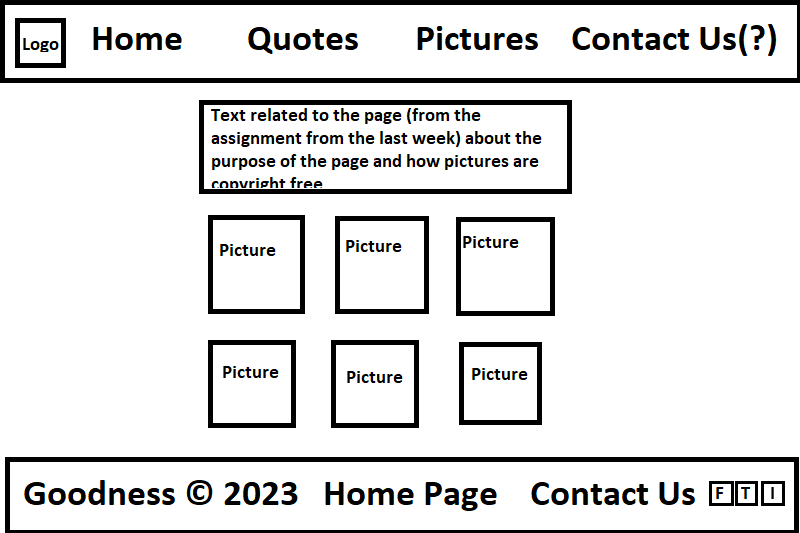 Logo Home Quotes Pictures Contact Us(?)
Text related to the page (from the
assignment from the last week) about the
purpose of the page and how pictures are
copyright free
Picture Picture Picture
Picture Picture Picture
Goodness © 2023 Home Page Contact Us F T I